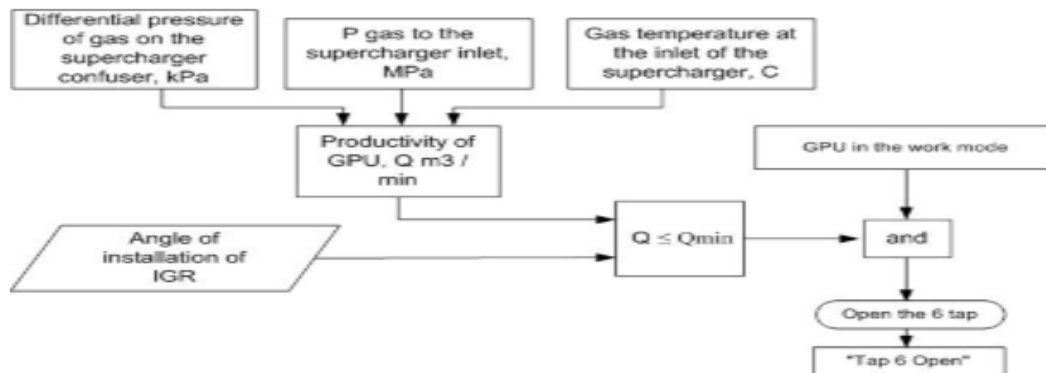 Differential pressure
of gas on the
supercharger
confuser, kPa
P gas to the
supercharger inlet,
MPa
Gas temperature at
the inlet of the
supercharger, C
Productivity of
GPU, Q m3 /
min
GPU in the work mode
Angle of
installation of
IGR
Q ≤ Qmin
and
Open the 6 tap
"Tap 6 Open"